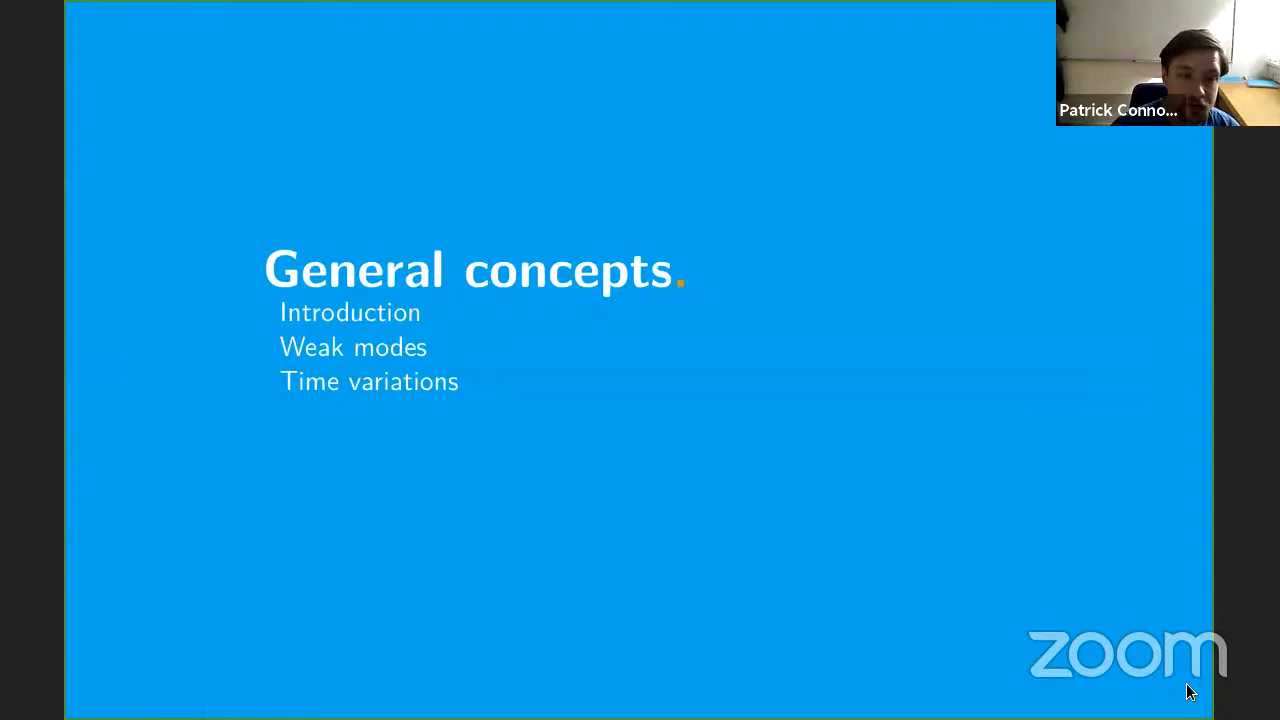 Patrick Conno...
General concepts.
Introduction
Weak modes
Time variations
zoom